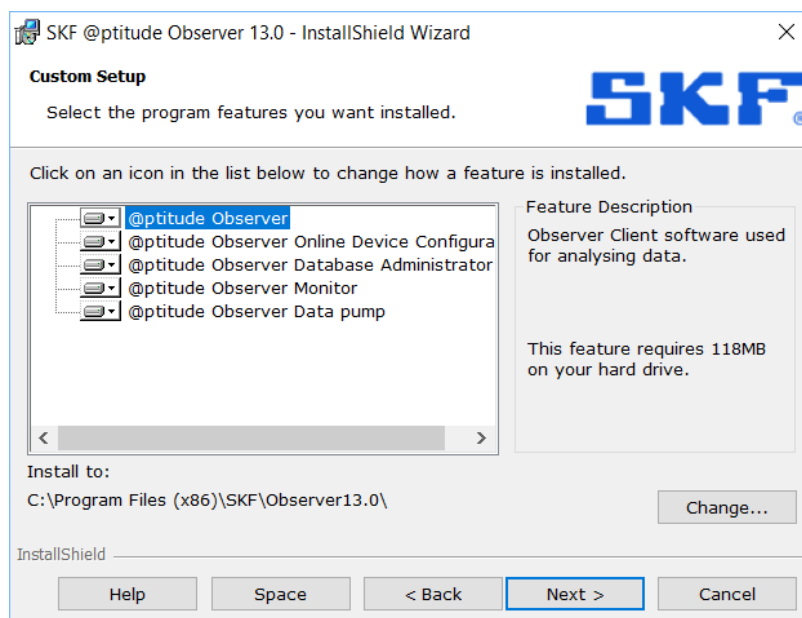 SKF @ptitude Observer 13.0 - InstallShield Wizard
Custom Setup
Select the program features you want installed.
SKF
®
Click on an icon in the list below to change how a feature is installed.
@ptitude Observer
@ptitude Observer Online Device Configura
@ptitude Observer Database Administrator
@ptitude Observer Monitor
@ptitude Observer Data pump
Feature Description
Observer Client software used
for analysing data.
This feature requires 118MB
on your hard drive.
Install to:
C:\Program Files (x86)\SKF\Observer13.0\
Change...
InstallShield
Help
Space
< Back
Next >
Cancel